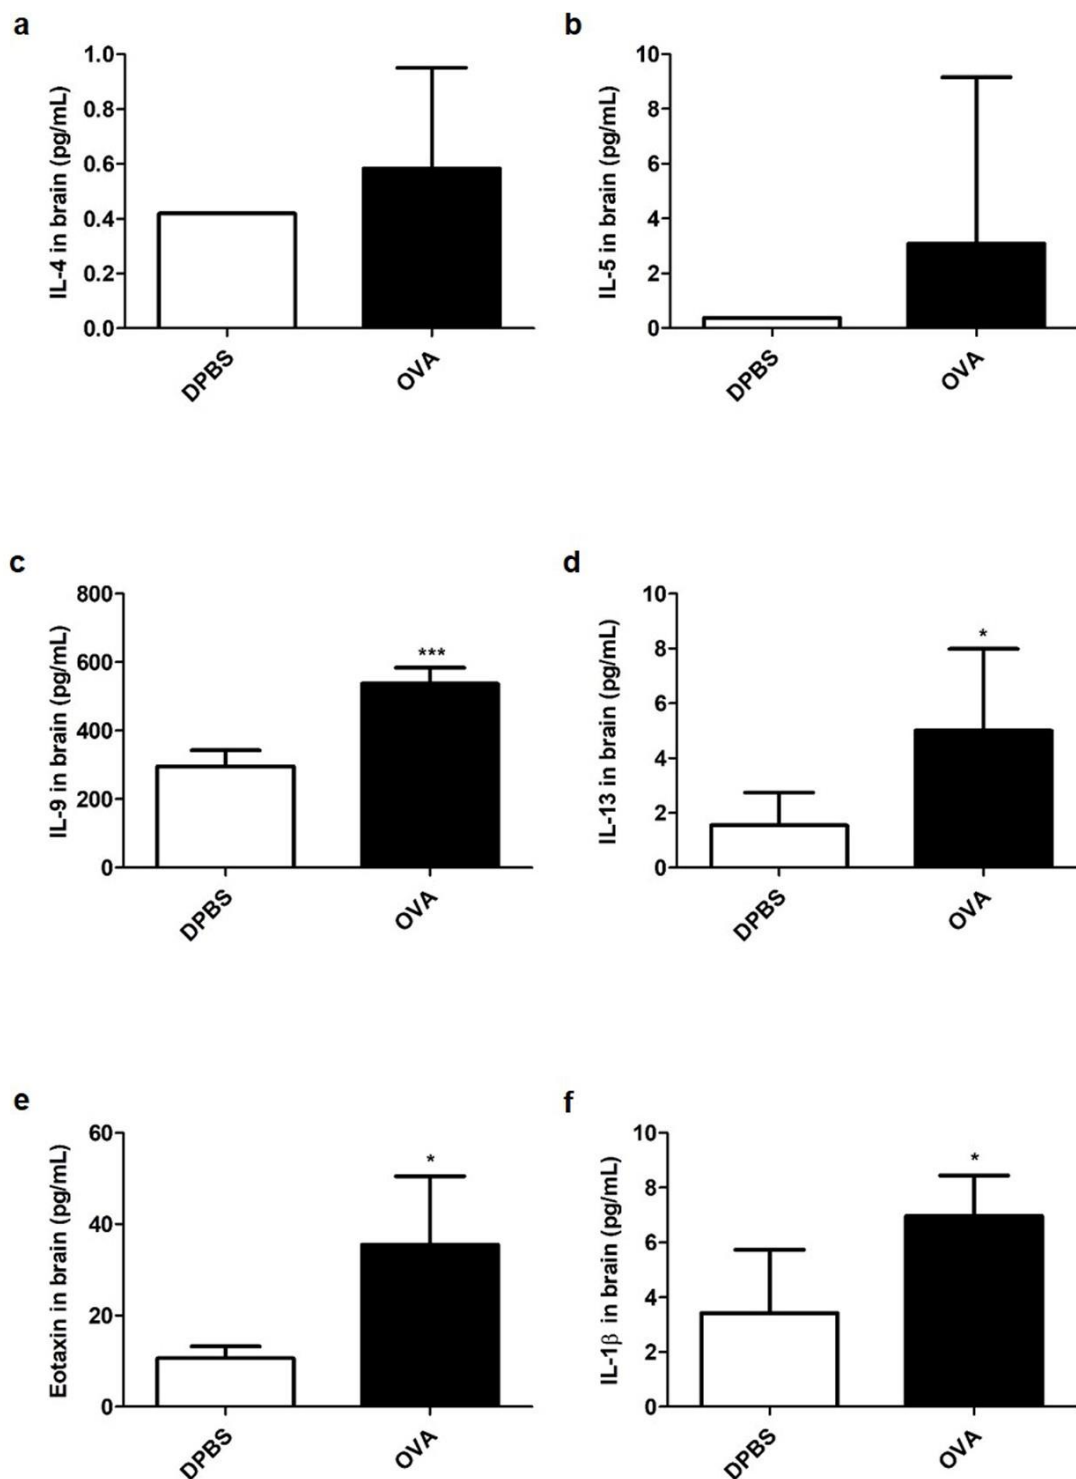 a
IL-4 in brain (pg/mL)
1.0
0.8
0.6
0.4
0.2
0.0
DPBS
OVA
b
IL-5 in brain (pg/mL)
10
8
6
4
2
0
DPBS
OVA
c
IL-9 in brain (pg/mL)
800
600
400
200
0
***
DPBS
OVA
d
IL-13 in brain (pg/mL)
10
8
6
4
2
0
*
DPBS
OVA
e
Eotaxin in brain (pg/mL)
60
40
20
0
*
DPBS
OVA
f
IL-1β in brain (pg/mL)
10
8
6
4
2
0
*
DPBS
OVA